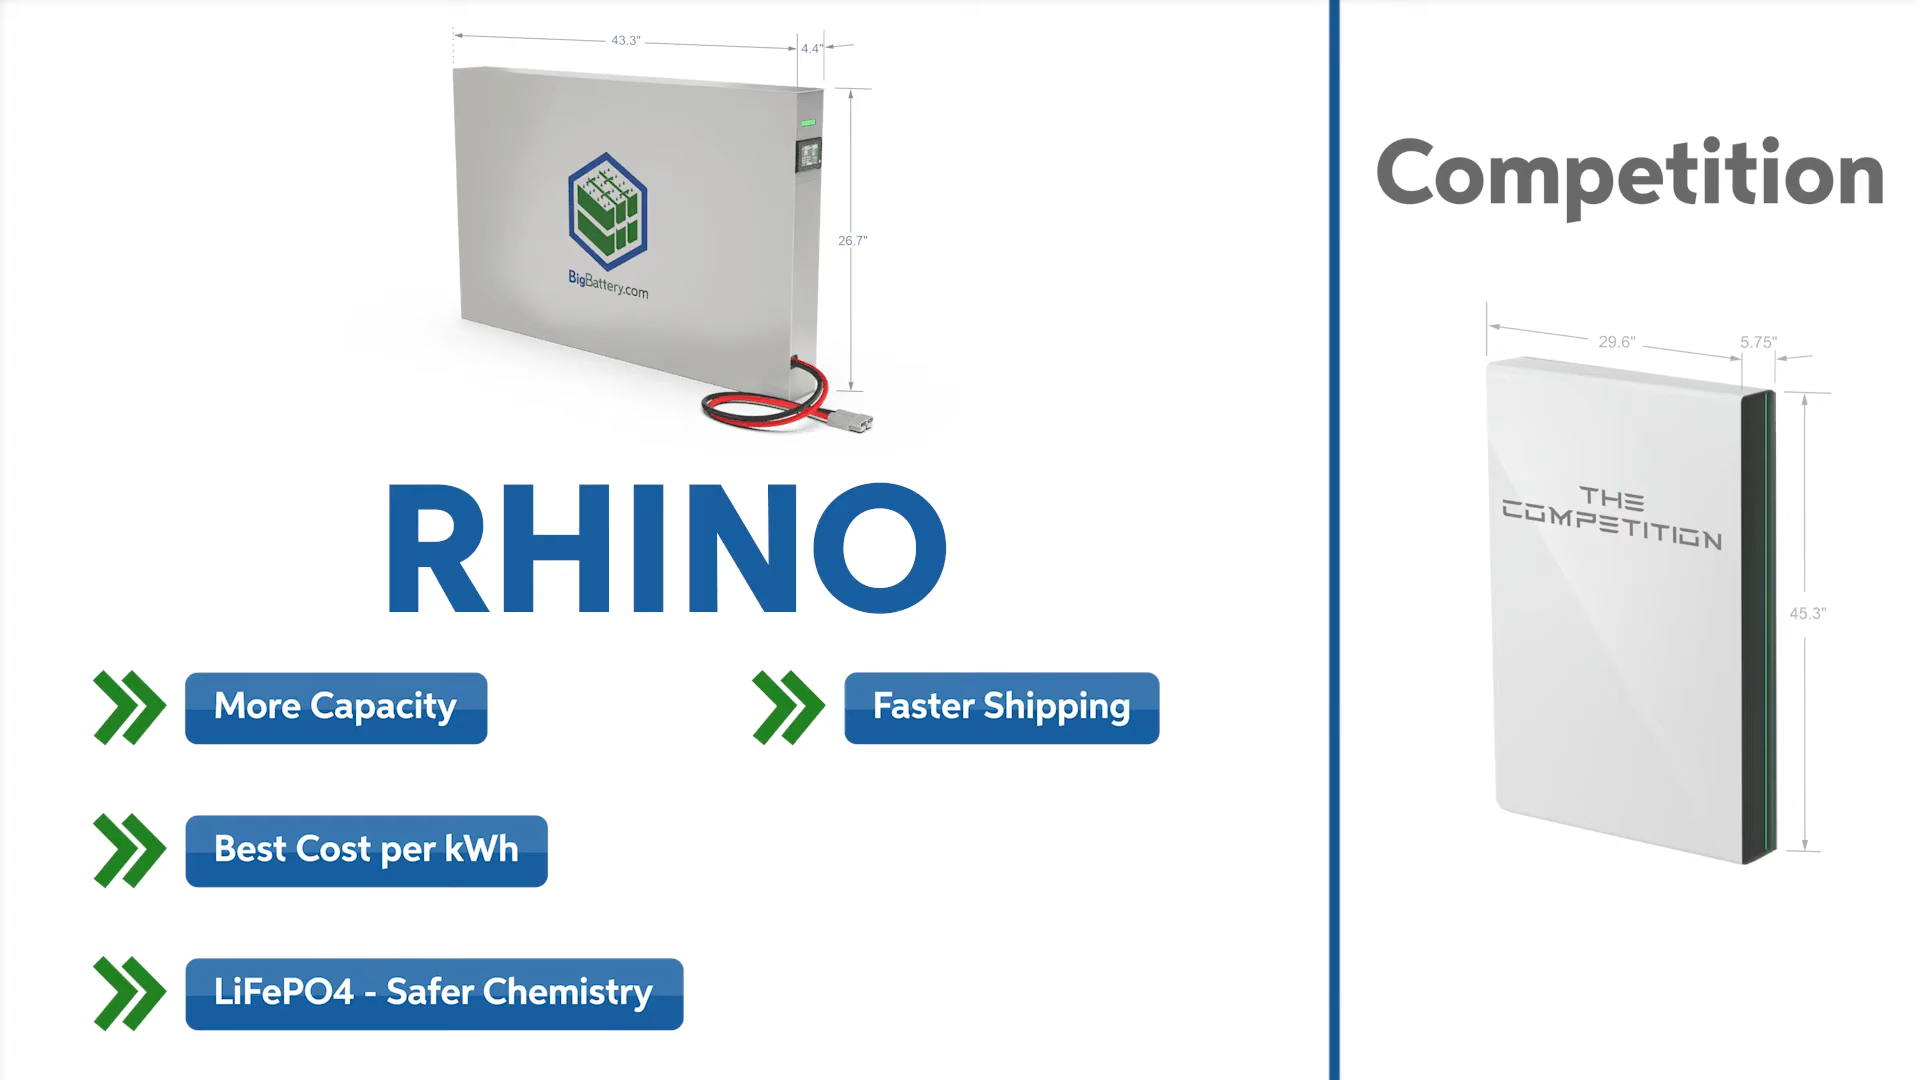 43.3"
4.4"
26.7"
BigBattery.com
RHINO
More Capacity
Faster Shipping
Best Cost per kWh
LiFePO4 - Safer Chemistry
Competition
29.6"
5.75"
THE
COMPETITION
45.3"